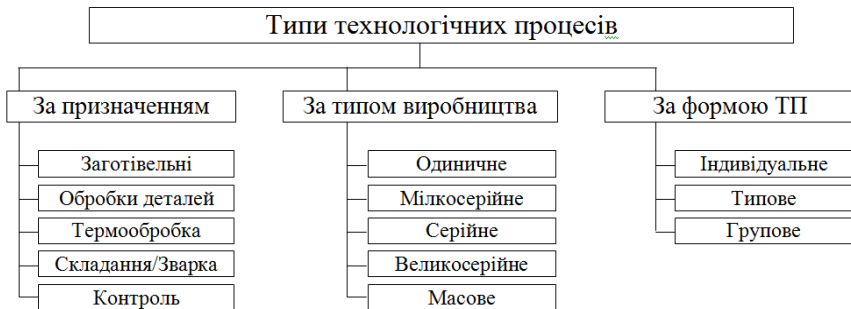 Типи технологічних процесів
За призначенням
За типом виробництва
За формою ТП
Заготівельні
Обробки деталей
Термообробка
Складання/Зварка
Контроль
Одиничне
Мілкосерійне
Серійне
Великосерійне
Масове
Індивідуальне
Типове
Групове